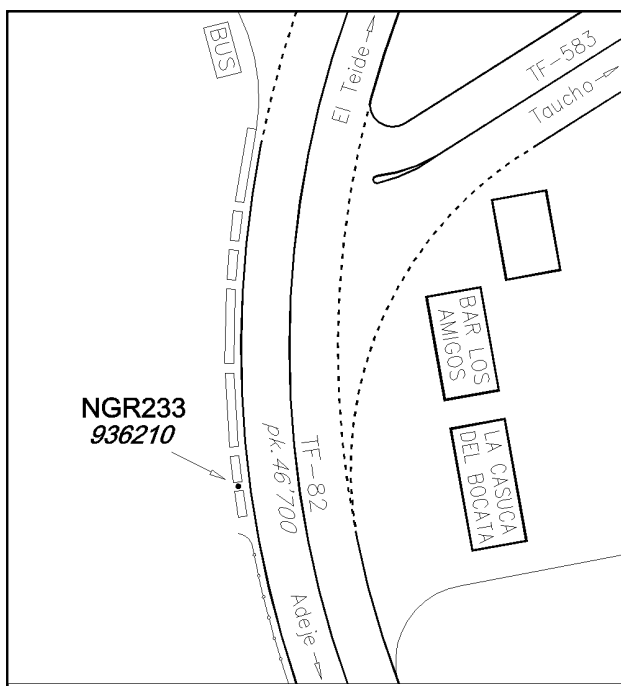 BUS
El Teide
TF-583
Taucho
BAR LOS
AMIGOS
NGR233
936210
TF-82
pk.46'700
LA CASUCA
DEL BOCATA
Adeje